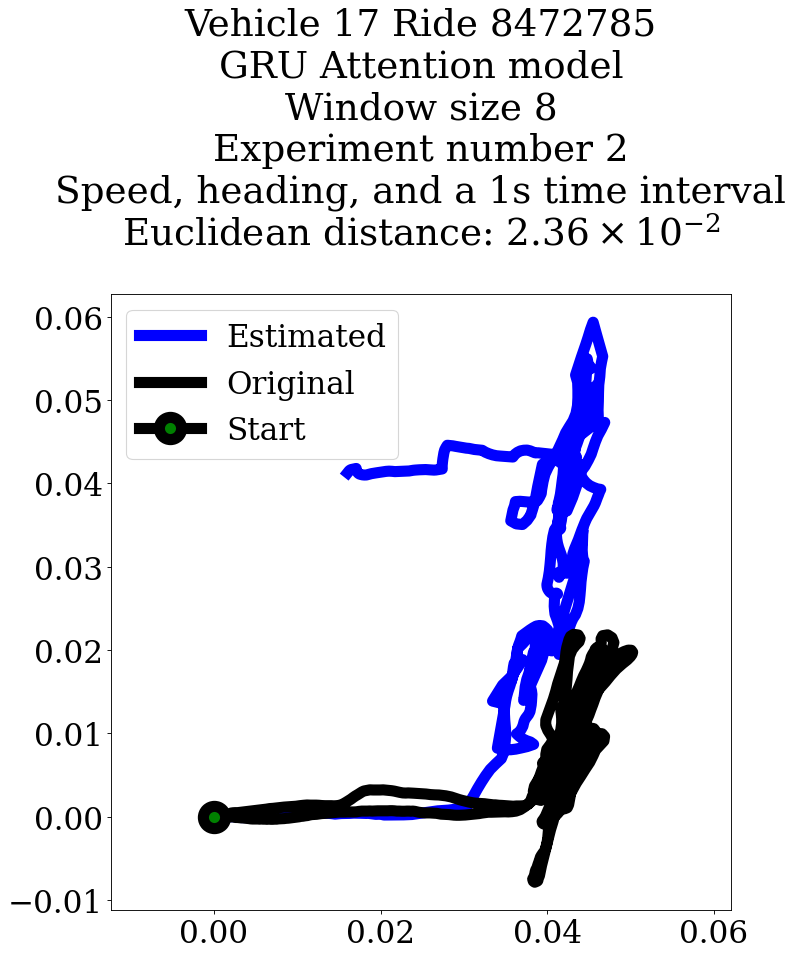 Vehicle 17 Ride 8472785
GRU Attention model
Window size 8
Experiment number 2
Speed, heading, and a 1s time interval
Euclidean distance: 2.36 × 10⁻²
Estimated
Original
Start
0.06
0.05
0.04
0.03
0.02
0.01
0.00
−0.01
0.00 0.02 0.04 0.06